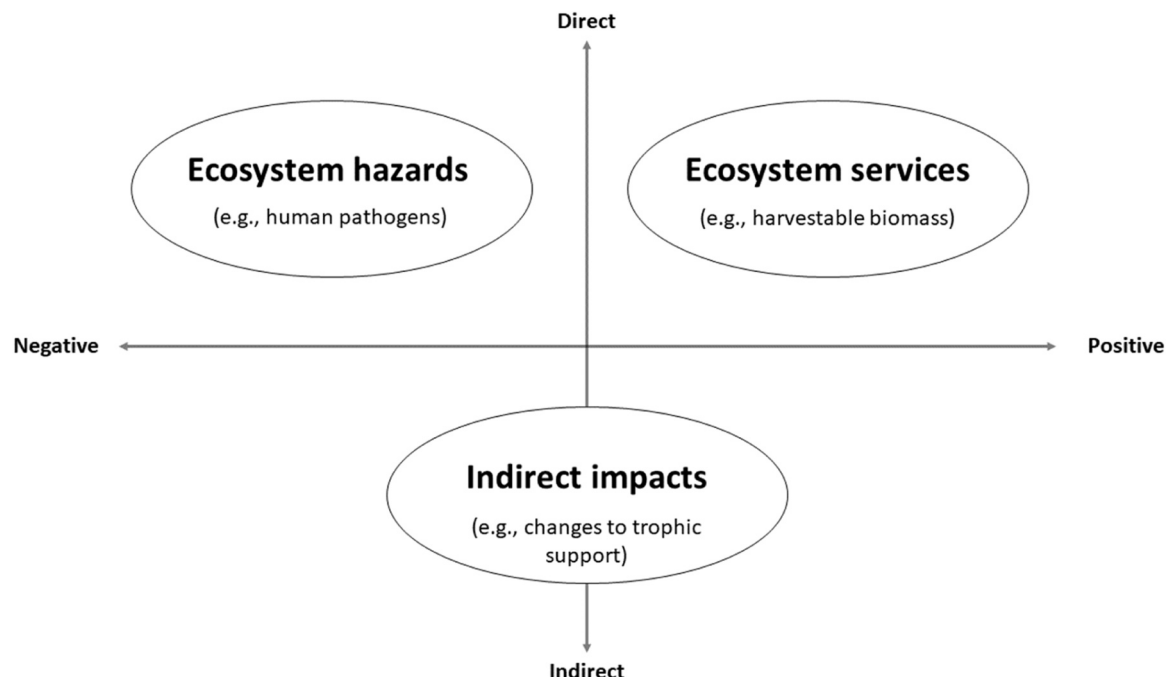 Direct
Ecosystem hazards
(e.g., human pathogens)
Ecosystem services
(e.g., harvestable biomass)
Negative
Positive
Indirect impacts
(e.g., changes to trophic
support)
Indirect